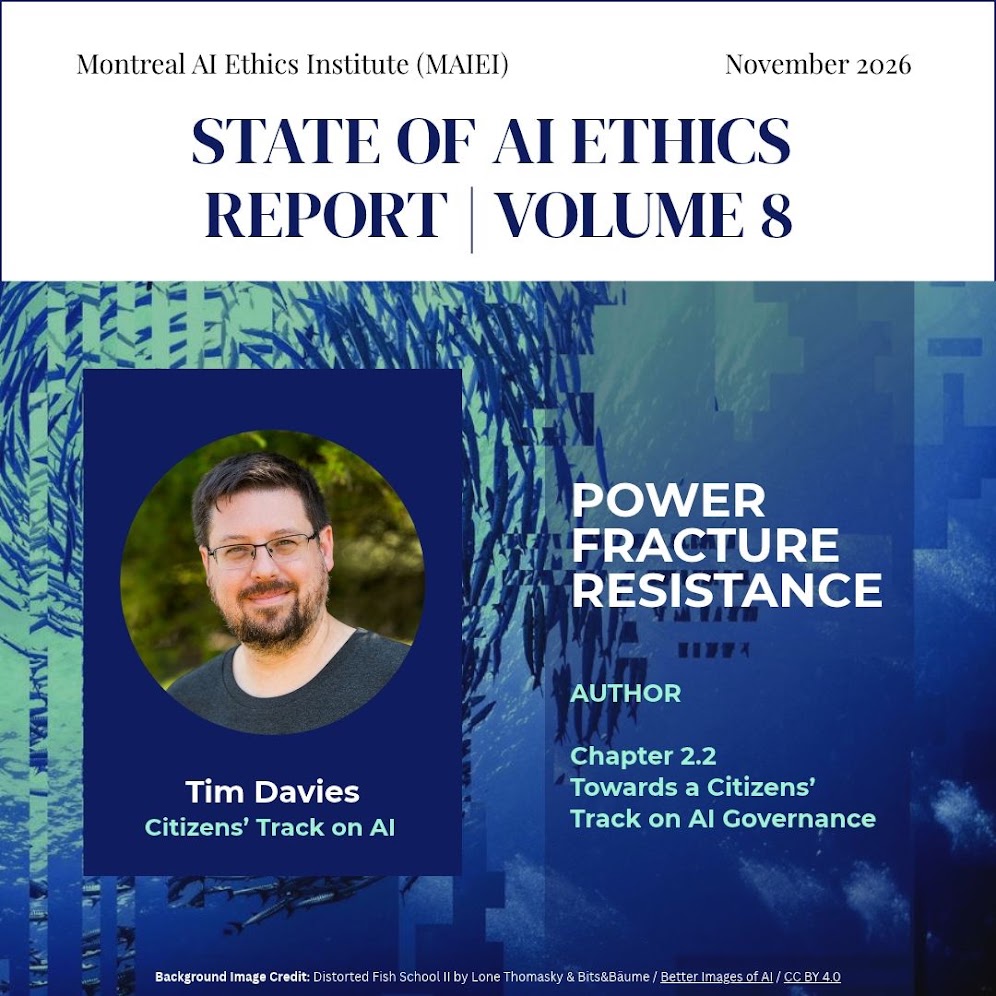 Montreal AI Ethics Institute (MAIEI)
November 2026
STATE OF AI ETHICS
REPORT | VOLUME 8
POWER
FRACTURE
RESISTANCE
AUTHOR
Chapter 2.2
Towards a Citizens’
Track on AI Governance
Tim Davies
Citizens’ Track on AI
Background Image Credit: Distorted Fish School II by Lone Thomasky & Bits&Bäume / Better Images of AI / CC BY 4.0